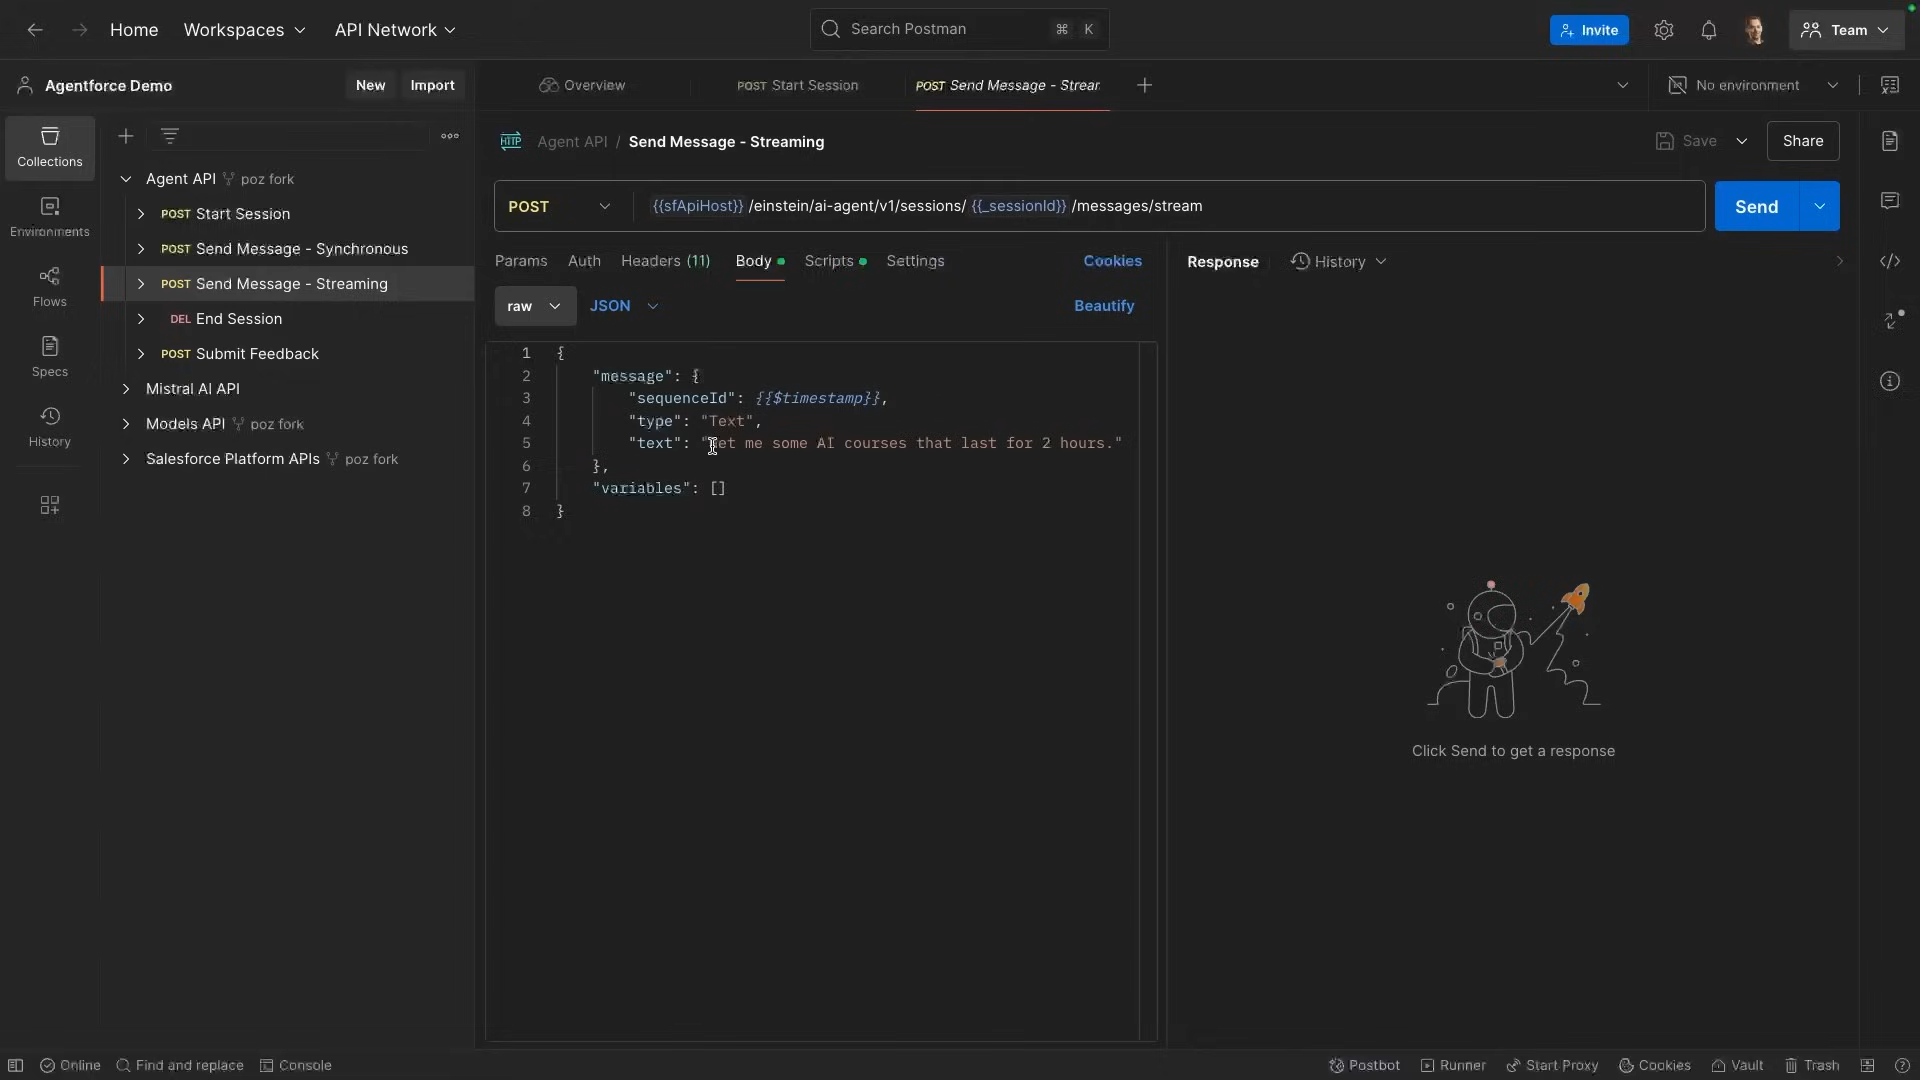 Home Workspaces API Network Search Postman ⌘ K Invite Team
Agentforce Demo New Import Overview POST Start Session POST Send Message - Strear No environment
Collections
Environments
Flows
Specs
History
Agent API poz fork
POST Start Session
POST Send Message - Synchronous
POST Send Message - Streaming
DEL End Session
POST Submit Feedback
Mistral AI API
Models API poz fork
Salesforce Platform APIs poz fork
HTTP Agent API / Send Message - Streaming Save Share
POST {{sfApiHost}} /einstein/ai-agent/v1/sessions/ {{_sessionId}} /messages/stream Send
Params Auth Headers (11) Body Scripts Settings Cookies
raw JSON Beautify
1 {
2 "message": {
3 "sequenceId": {{$timestamp}},
4 "type": "Text",
5 "text": " me some AI courses that last for 2 hours."
6 },
7 "variables": []
8 }
Response History
Click Send to get a response
Online Find and replace Console Postbot Runner Start Proxy Cookies Vault Trash